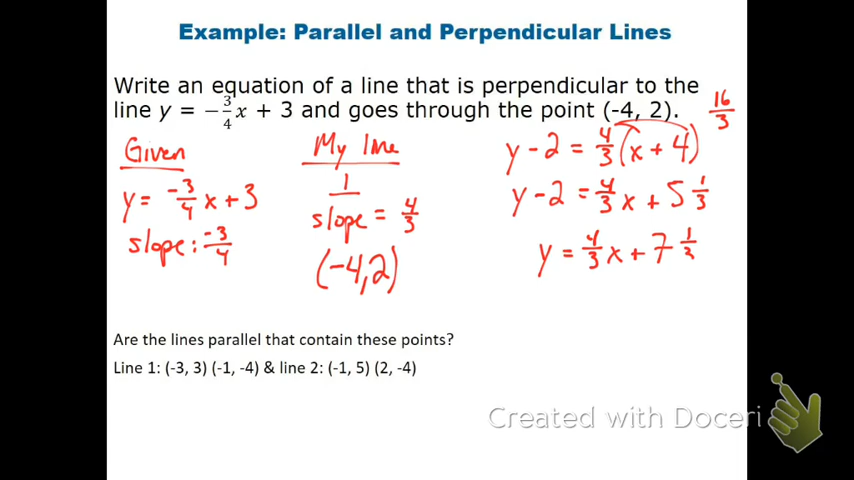 Example: Parallel and Perpendicular Lines
Write an equation of a line that is perpendicular to the
line y = −3/4x + 3 and goes through the point (-4, 2).
16/3
Given
y = -3/4 x + 3
slope: -3/4
My line
⊥
slope = 4/3
(-4,2)
y - 2 = 4/3(x + 4)
y - 2 = 4/3 x + 5 1/3
y = 4/3 x + 7 1/3
Are the lines parallel that contain these points?
Line 1: (-3, 3) (-1, -4) & line 2: (-1, 5) (2, -4)
Created with Doceri